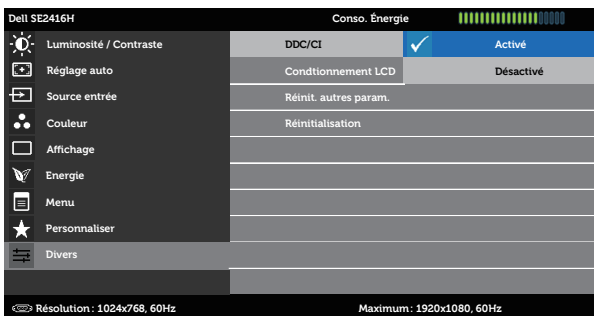 Dell SE2416H Conso. Énergie
Luminosité / Contraste DDC/CI Activé
Réglage auto Condtionnement LCD Désactivé
Source entrée Réinit. autres param.
Couleur Réinitialisation
Affichage
Energie
Menu
Personnaliser
Divers
Résolution : 1024x768, 60Hz Maximum : 1920x1080, 60Hz